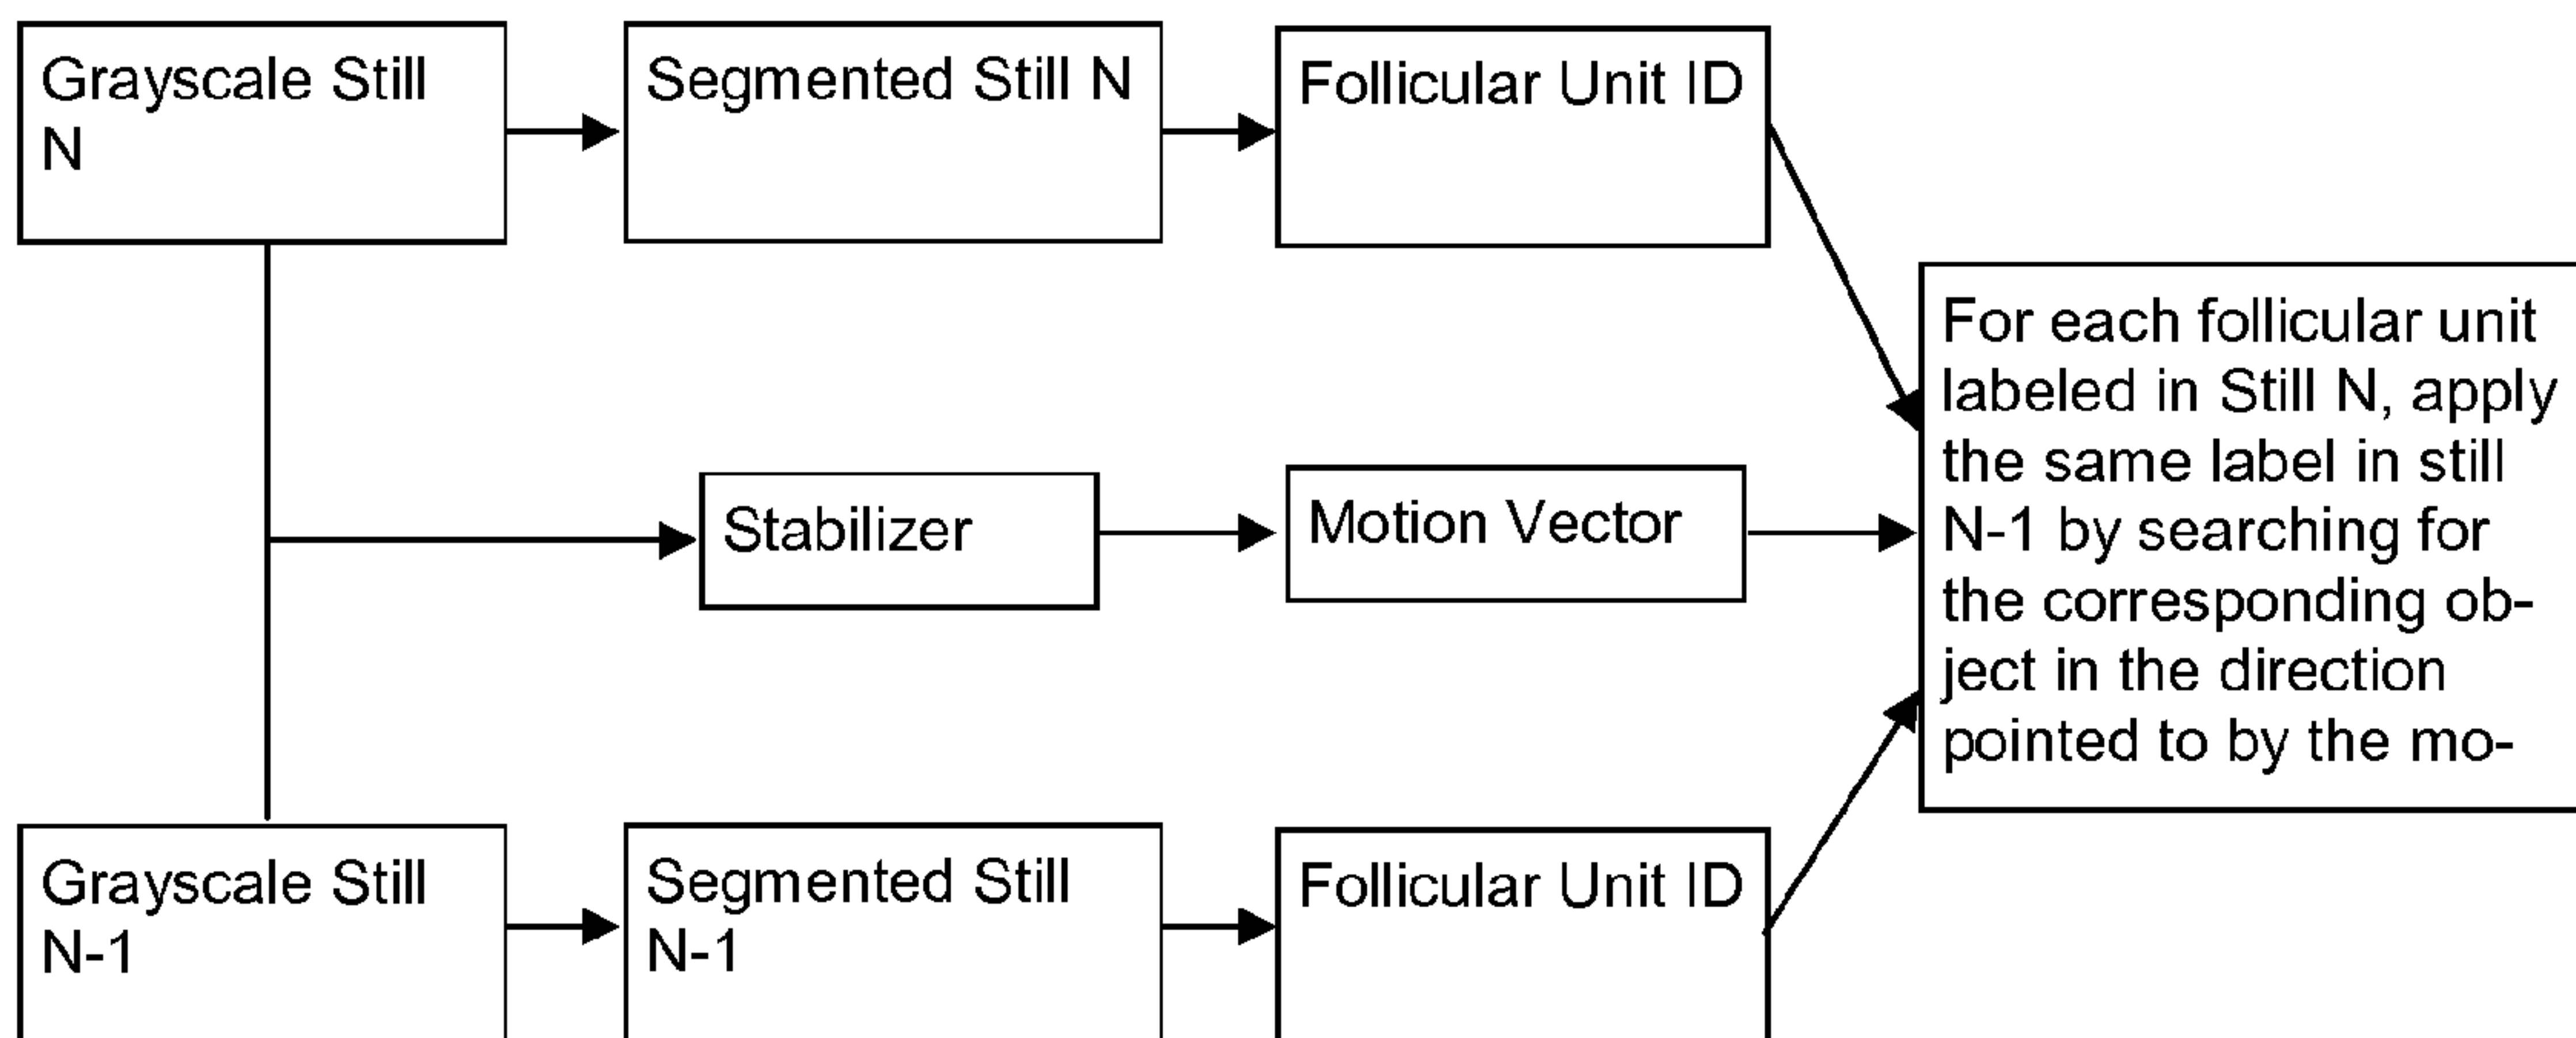 Grayscale Still
N
Segmented Still N
Follicular Unit ID
For each follicular unit
labeled in Still N, apply
the same label in still
N-1 by searching for
the corresponding ob-
ject in the direction
pointed to by the mo-
Stabilizer
Motion Vector
Grayscale Still
N-1
Segmented Still
N-1
Follicular Unit ID